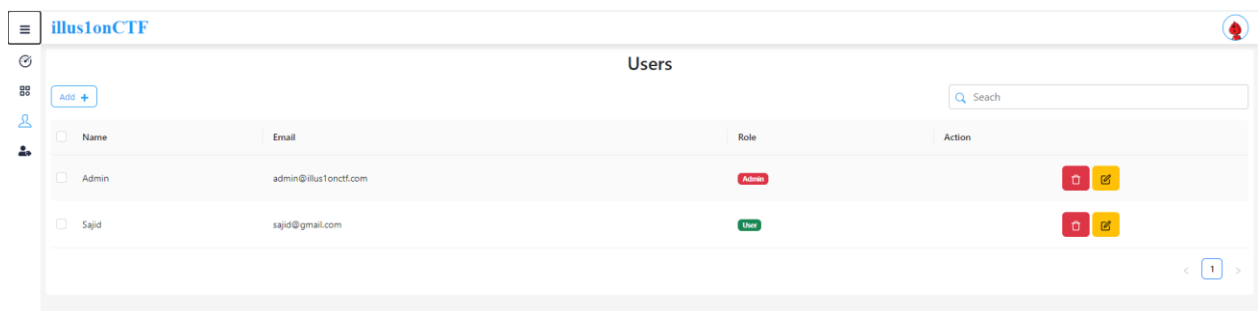 illus1onCTF
Users
Add +
Seach
Name Email Role Action
Admin admin@illus1onctf.com Admin
Sajid sajid@gmail.com User
< 1 >